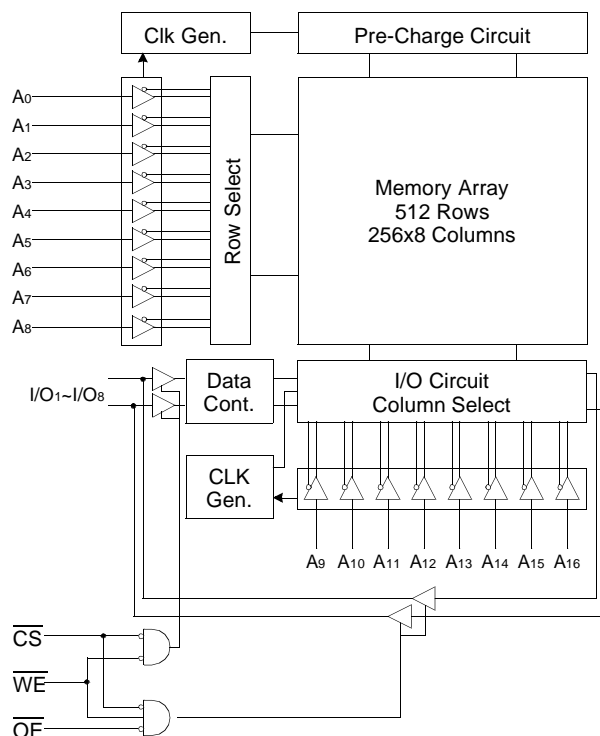 Clk Gen.
Pre-Charge Circuit
A0
A1
A2
A3
A4
A5
A6
A7
A8
Row Select
Memory Array
512 Rows
256x8 Columns
I/O1~I/O8
Data
Cont.
I/O Circuit
Column Select
CLK
Gen.
A9 A10 A11 A12 A13 A14 A15 A16
CS
WE
OE